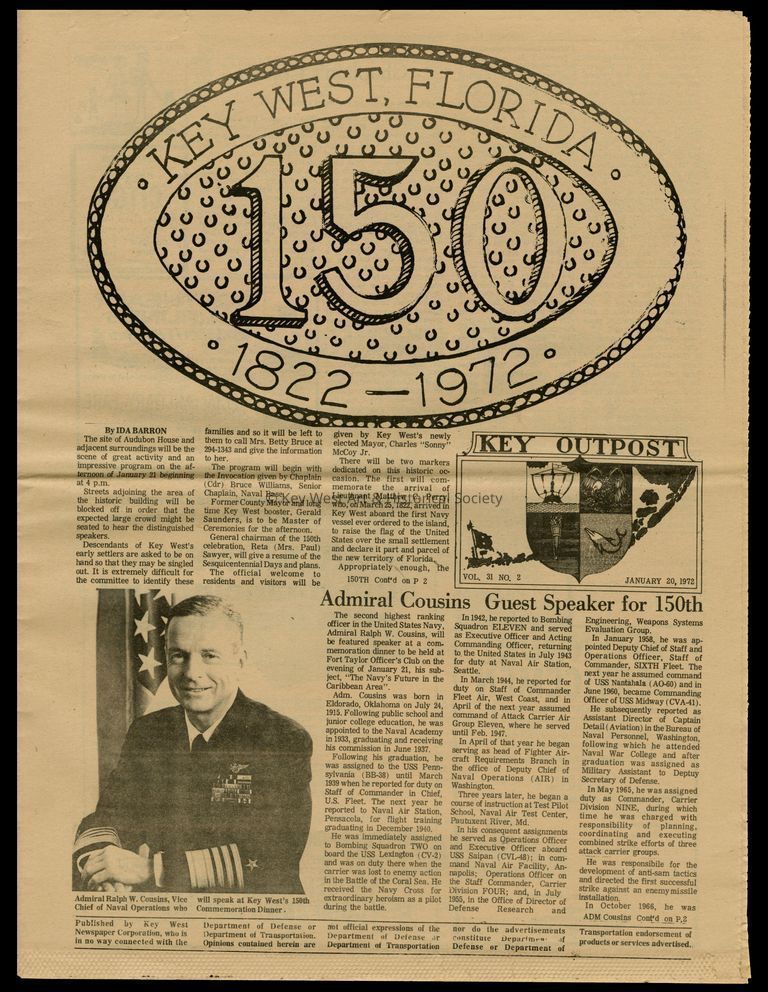 KEY WEST, FLORIDA
150
1822-1972
By IDA BARRON
The site of Audubon House and
adjacent surroundings will be the
scene of great activity and an
impressive program on the af-
ternoon of January 21 beginning
at 4 p.m.
Streets adjoining the area of
the historic building will be
blocked off in order that the
expected large crowd might be
seated to hear the distinguished
speakers.
Descendants of Key West's
early settlers are asked to be on
hand so that they may be singled
out. It is extremely difficult for
the committee to identify these
families and so it will be left to
them to call Mrs. Betty Bruce at
294-1343 and give the information
to her.
The program will begin with
the Invocation given by Chaplain
(Cdr) Bruce Williams, Senior
Chaplain, Naval Base.
Former County Mayor and long
time Key West booster, Gerald
Saunders, is to be Master of
Ceremonies for the afternoon.
General chairman of the 150th
celebration, Reta (Mrs. Paul)
Sawyer, will give a resume of the
Sesquicentennial Days and plans.
The official welcome to
residents and visitors will be
given by Key West's newly
elected Mayor, Charles "Sonny"
McCoy Jr.
There will be two markers
dedicated on this historic oc-
casion. The first will com-
memorate the arrival of
Lieutenant Matthew C. Perry
who, on March 25, 1822, arrived in
Key West aboard the first Navy
vessel ever ordered to the island,
to raise the flag of the United
States over the small settlement
and declare it part and parcel of
the new territory of Florida.
Appropriately enough, the
150TH Cont'd on P 2
Key West Art & Historical Society
KEY OUTPOST
VOL. 31 NO. 2
JANUARY 20, 1972
Admiral Cousins Guest Speaker for 150th
Admiral Ralph W. Cousins, Vice
Chief of Naval Operations who
will speak at Key West's 150th
Commemoration Dinner.
The second highest ranking
officer in the United States Navy,
Admiral Ralph W. Cousins, will
be featured speaker at a com-
memoration dinner to be held at
Fort Taylor Officer's Club on the
evening of January 21, his sub-
ject, "The Navy's Future in the
Caribbean Area".
Adm. Cousins was born in
Eldorado, Oklahoma on July 24,
1915. Following public school and
junior college education, he was
appointed to the Naval Academy
in 1933, graduating and receiving
his commission in June 1937.
Following his graduation, he
was assigned to the USS Penn-
sylvania (BB-38) until March
1939 when he reported for duty on
Staff of Commander in Chief,
U.S. Fleet. The next year he
reported to Naval Air Station,
Pensacola, for flight training
graduating in December 1940.
He was immediately assigned
to Bombing Squadron TWO on
board the USS Lexington (CV-2)
and was on duty there when the
carrier was lost to enemy action
in the Battle of the Coral Sea. He
received the Navy Cross for
extraordinary heroism as a pilot
during the battle.
In 1942, he reported to Bombing
Squadron ELEVEN and served
as Executive Officer and Acting
Commanding Officer, returning
to the United States in July 1943
for duty at Naval Air Station,
Seattle.
In March 1944, he reported for
duty on Staff of Commander
Fleet Air, West Coast, and in
April of the next year assumed
command of Attack Carrier Air
Group Eleven, where he served
until Feb. 1947.
In April of that year he began
serving as head of Fighter Air-
craft Requirements Branch in
the office of Deputy Chief of
Naval Operations (AIR) in
Washington.
Three years later, he began a
course of instruction at Test Pilot
School, Naval Air Test Center,
Pautuxent River, Md.
In his consequent assignments
he served as Operations Officer
and Executive Officer aboard
USS Saipan (CVL-48); in com-
mand Naval Air Facility, An-
napolis; Operations Officer on
the Staff Commander, Carrier
Division FOUR; and, in July
1955, in the Office of Director of
Defense Research and
Engineering, Weapons Systems
Evaluation Group.
In January 1958, he was ap-
pointed Deputy Chief of Staff and
Operations Officer, Staff of
Commander, SIXTH Fleet. The
next year he assumed command
of USS Nantahala (AO-60) and in
June 1960, became Commanding
Officer of USS Midway (CVA-41).
He subsequently reported as
Assistant Director of Captain
Detail (Aviation) in the Bureau of
Naval Personnel, Washington,
following which he attended
Naval War College and after
graduation was assigned as
Military Assistant to Deptuy
Secretary of Defense.
In May 1965, he was assigned
duty as Commander, Carrier
Division NINE, during which
time he was charged with
responsibility of planning,
coordinating and executing
combined strike efforts of three
attack carrier groups.
He was responsibile for the
development of anti-sam tactics
and directed the first successful
strike against an enemy missile
installation.
In October 1966, he was
ADM Cousins Cont'd on P.2
Published by Key West
Newspaper Corporation, who is
in no way connected with the
Department of Defense or
Department of Transportation.
Opinions contained herein are
not official expressions of the
Department of Defense or
Department of Transportation
nor do the advertisements
constitute Department of
Defense or Department of
Transportation endorsement of
products or services advertised.